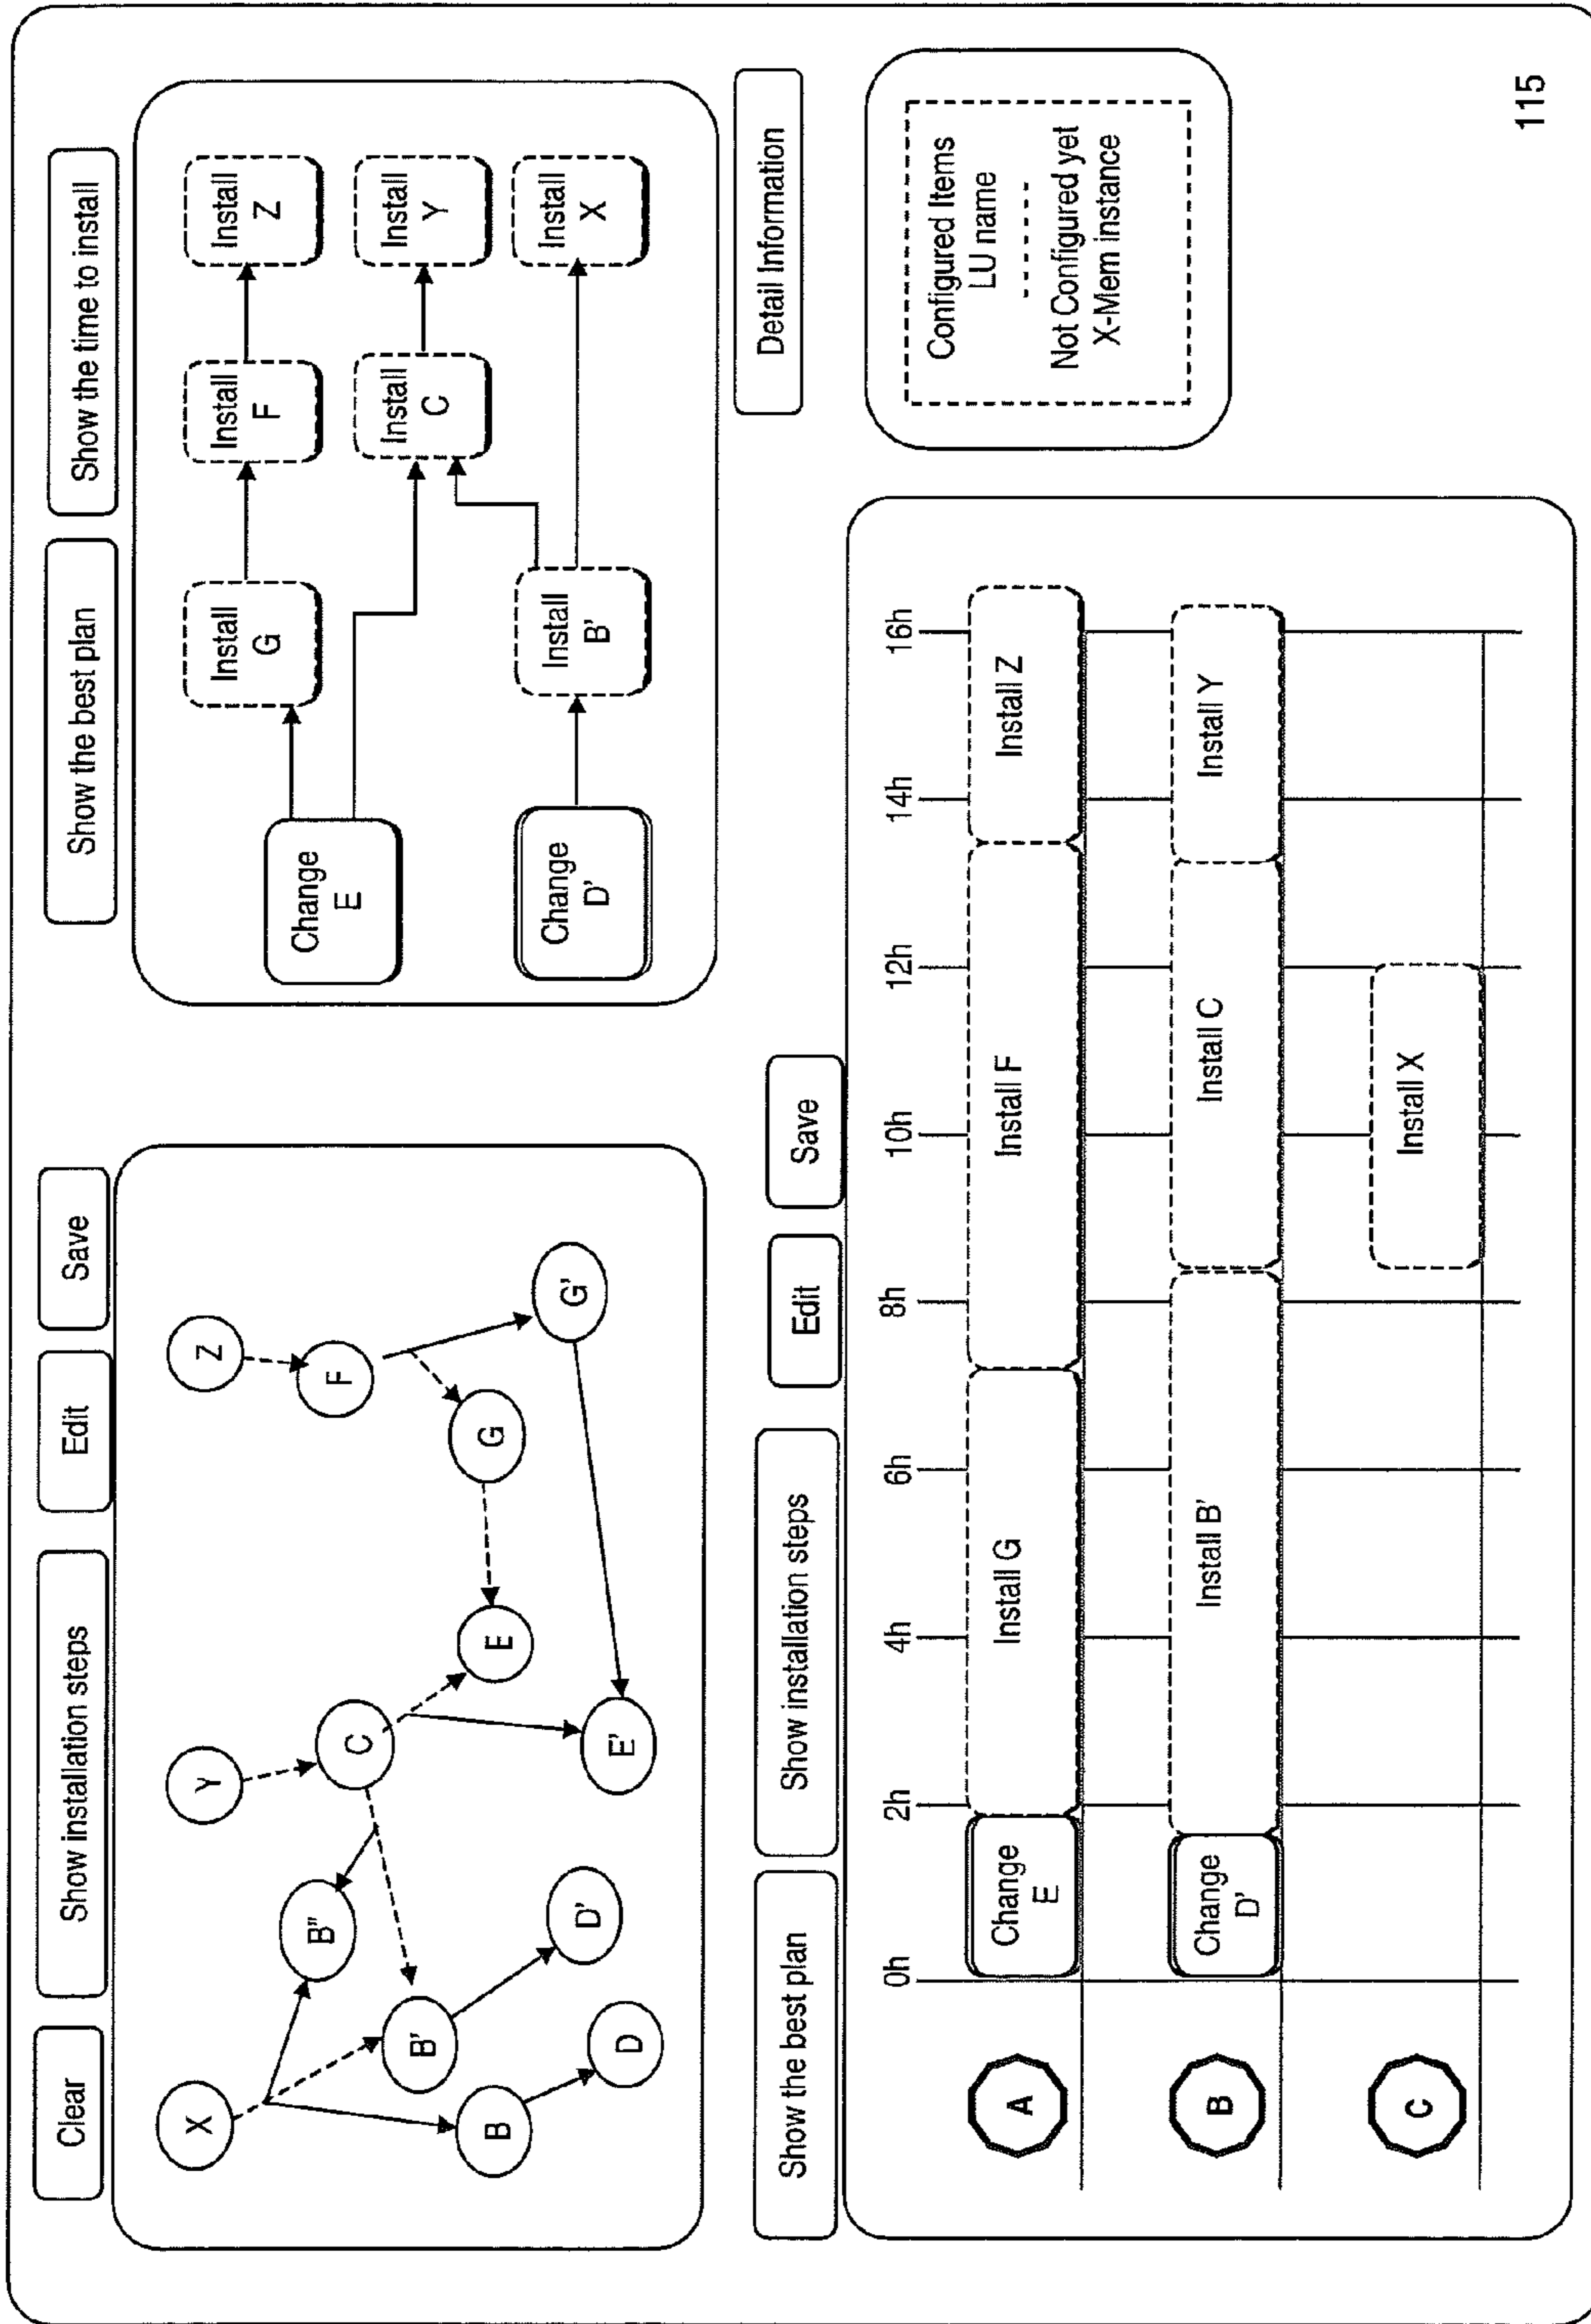 Clear
Show installation steps
Edit
Save
X
Y
Z
B"
C
F
B'
B
E
G
D'
D
E'
G'
Show the best plan
Show the time to install
Change
E
Install
G
Install
F
Install
Z
Install
C
Install
Y
Change
D'
Install
B'
Install
X
Show the best plan
Show installation steps
Edit
Save
Detail Information
0h
2h
4h
6h
8h
10h
12h
14h
16h
A
Change
E
Install G
Install F
Install Z
B
Change
D'
Install B'
Install C
Install Y
C
Install X
Configured Items
LU name
Not Configured yet
X-Mem instance
115